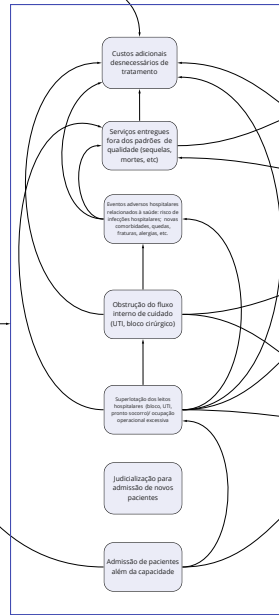 Custos adicionais
desnecessários de
tratamento
Serviços entregues
fora dos padrões de
qualidade (sequelas,
mortes, etc)
Eventos adversos hospitalares
relacionados à saúde: risco de
infecções hospitalares; novas
comorbidades, quedas,
fraturas, alergias, etc.
Obstrução do fluxo
interno de cuidado
(UTI, bloco cirúrgico)
Superlotação dos leitos
hospitalares (bloco, UTI,
pronto socorro)/ ocupação
operacional excessiva
Judicialização para
admissão de novos
pacientes
Admissão de pacientes
além da capacidade